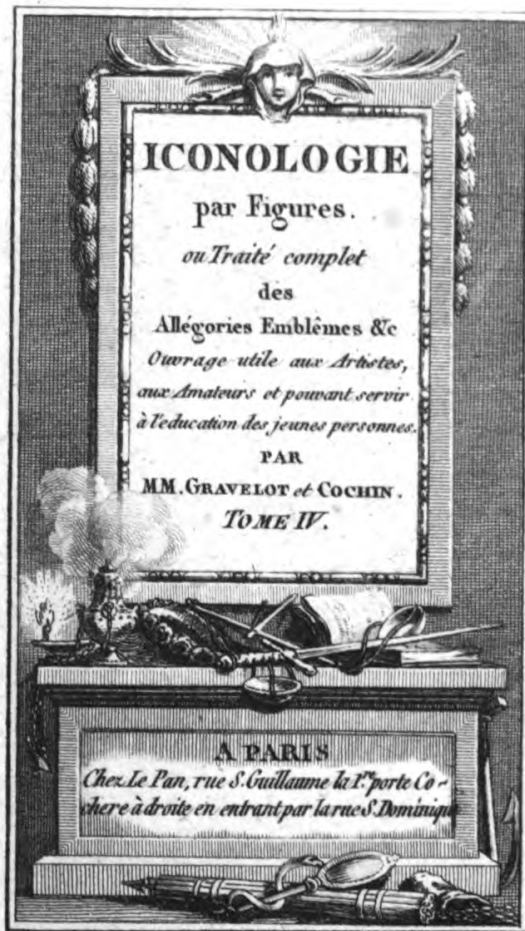 ICONOLOGIE
par Figures.
ou Traité complet
des
Allégories Emblêmes &c
Ouvrage utile aux Artistes,
aux Amateurs et pouvant servir
à l'education des jeunes personnes.
PAR
MM. GRAVELOT et COCHIN.
TOME IV.
A PARIS
Chez Le Pan, rue S. Guillaume la 1.re porte Co-
chere à droite en entrant par la rue S. Dominique